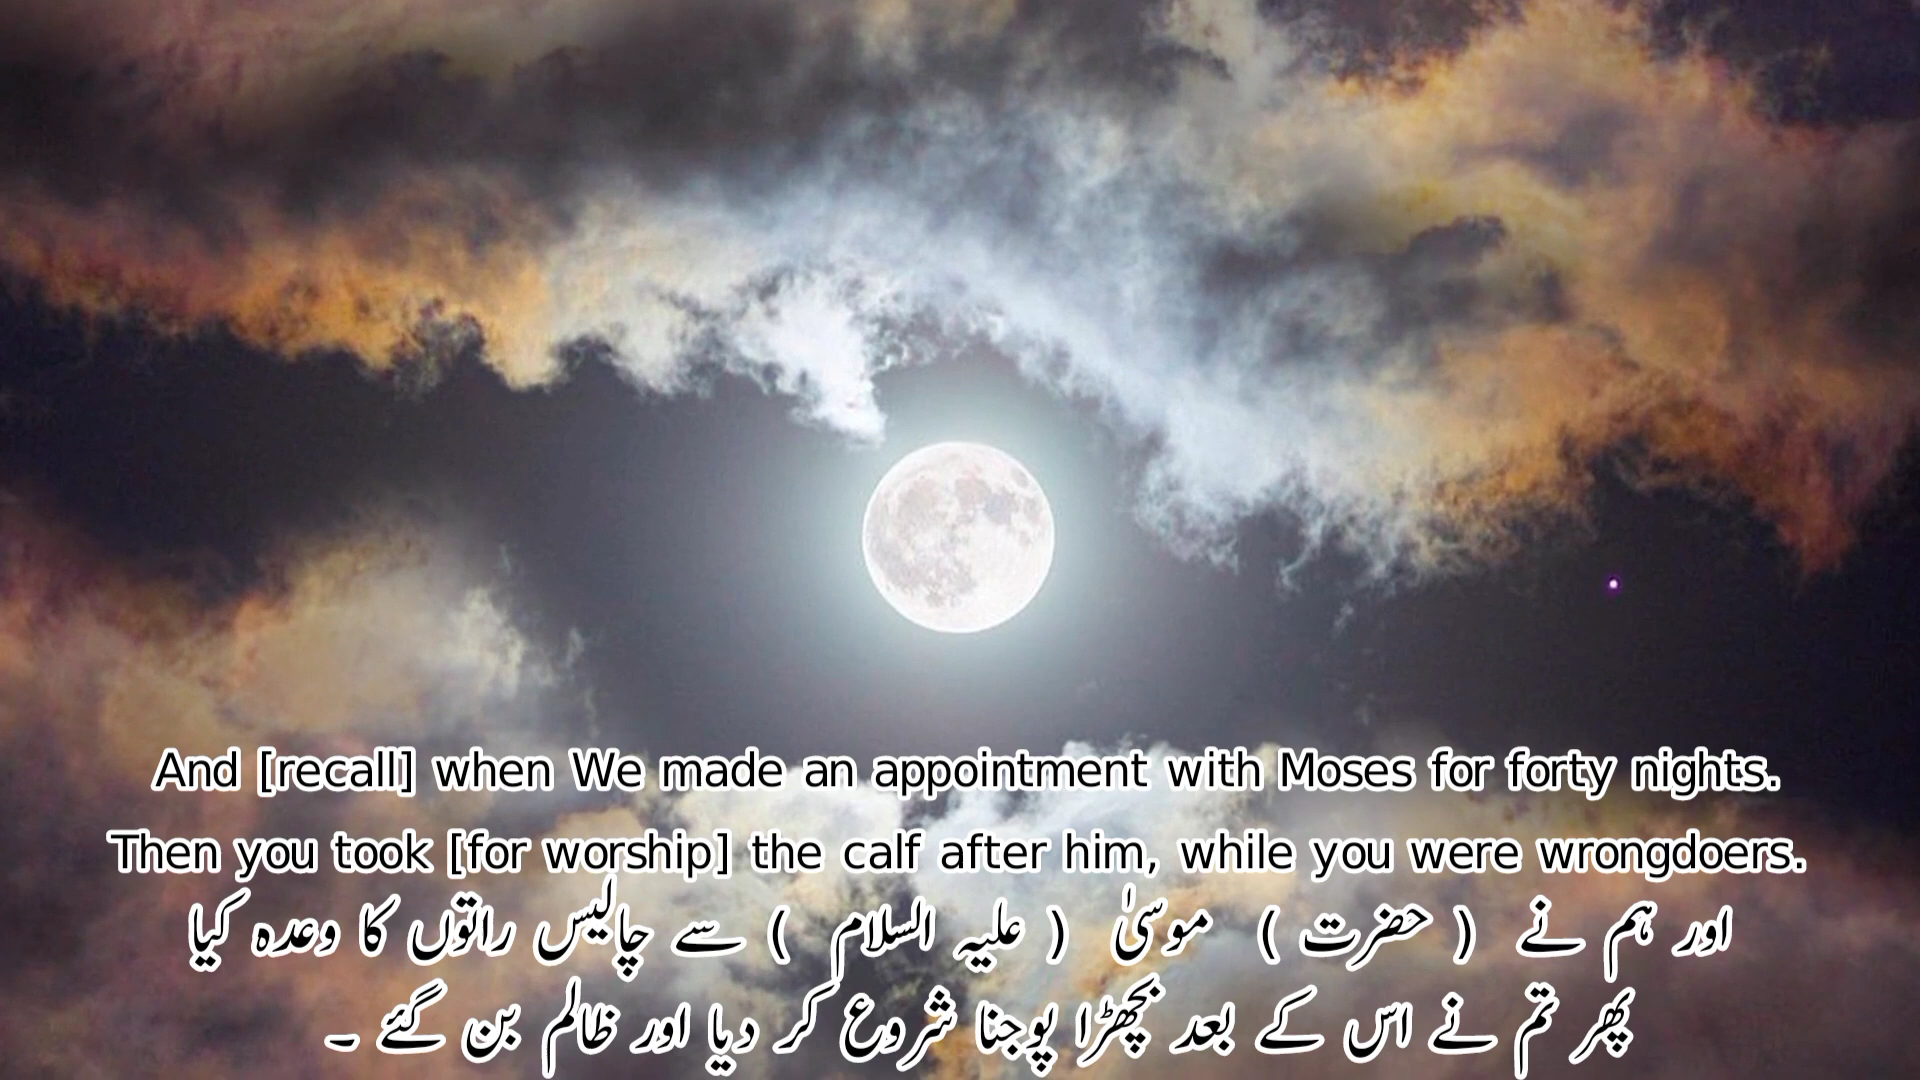 And [recall] when We made an appointment with Moses for forty nights.
Then you took [for worship] the calf after him, while you were wrongdoers.
اور ہم نے ( حضرت ) موسیٰ ( علیہ السلام ) سے چالیس راتوں کا وعدہ کیا
پھر تم نے اس کے بعد بچھڑا پوجنا شروع کر دیا اور ظالم بن گئے ۔